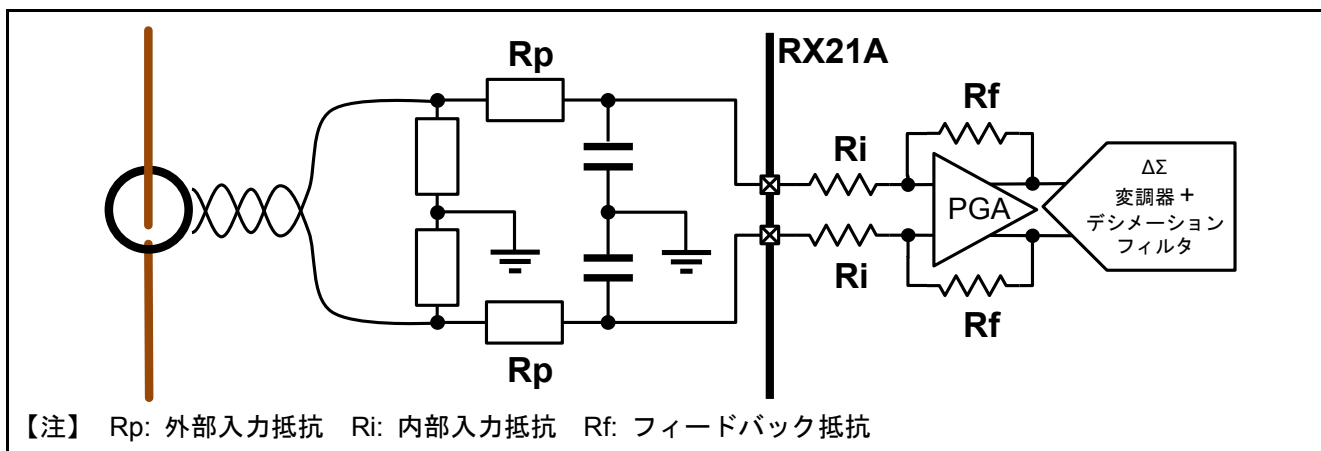 Rp
RX21A
Rf
Ri
PGA
ΔΣ
変調器 +
デシメーション
フィルタ
Ri
Rf
Rp
【注】 Rp: 外部入力抵抗 Ri: 内部入力抵抗 Rf: フィードバック抵抗